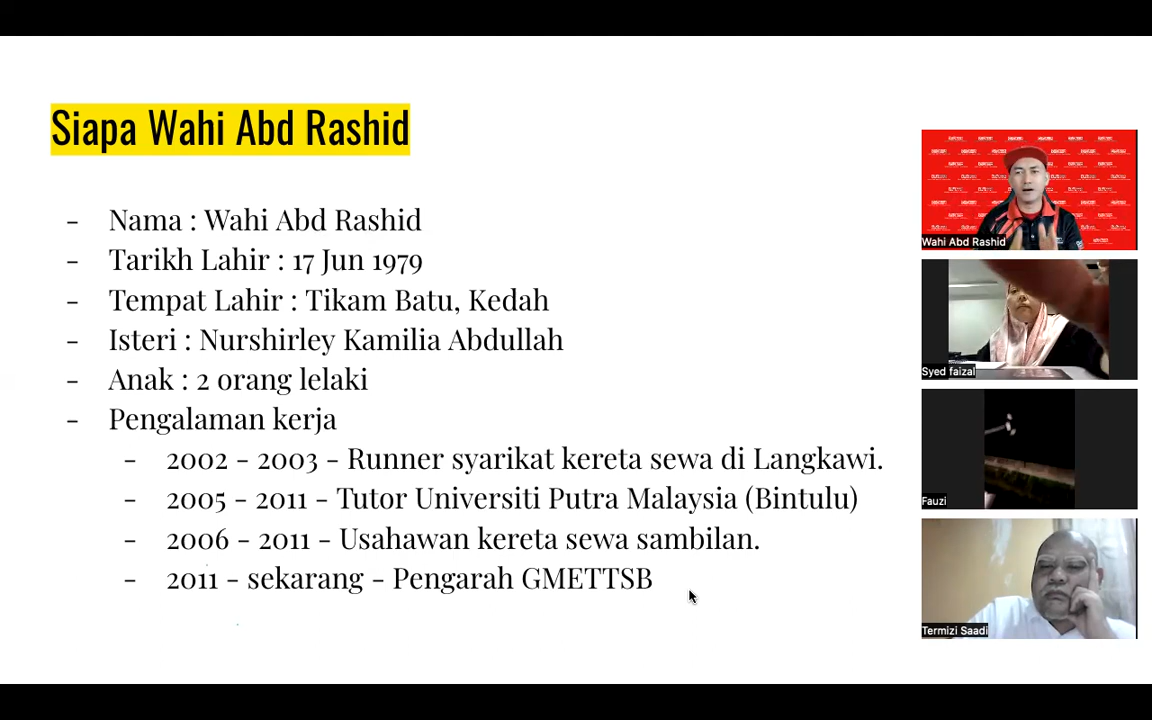 Siapa Wahi Abd Rashid
- Nama : Wahi Abd Rashid
- Tarikh Lahir : 17 Jun 1979
- Tempat Lahir : Tikam Batu, Kedah
- Isteri : Nurshirley Kamilia Abdullah
- Anak : 2 orang lelaki
- Pengalaman kerja
- 2002 - 2003 - Runner syarikat kereta sewa di Langkawi.
- 2005 - 2011 - Tutor Universiti Putra Malaysia (Bintulu)
- 2006 - 2011 - Usahawan kereta sewa sambilan.
- 2011 - sekarang - Pengarah GMETTSB
Wahi Abd Rashid
Syed faizal
Fauzi
Termizi Saadi